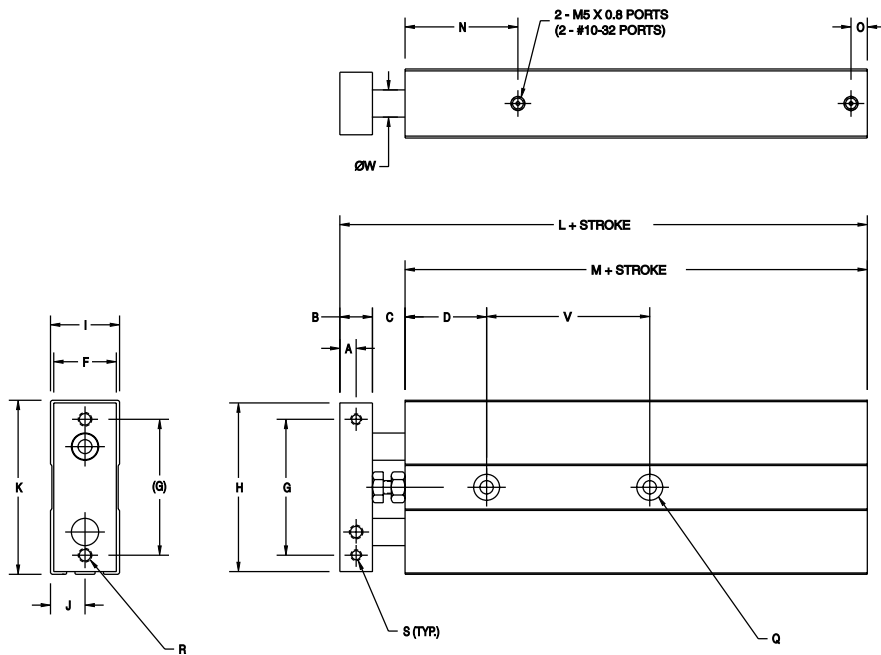 2 - M5 X 0.8 PORTS
(2 - #10-32 PORTS)
N
O
ØW
L + STROKE
M + STROKE
B
C
D
V
A
I
F
K
(G)
H
G
J
R
S (TYP.)
Q